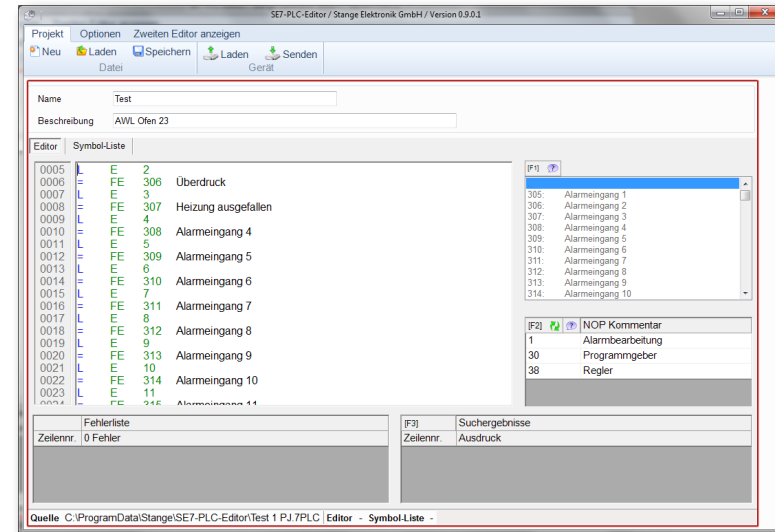 SE7-PLC-Editor / Stange Elektronik GmbH / Version 0.9.0.1
Projekt Optionen Zweiten Editor anzeigen
Neu Laden Speichern Laden Senden
Datei Gerät
Name Test
Beschreibung AWL Ofen 23
Editor Symbol-Liste
0005 L E 2
0006 = FE 306 Überdruck
0007 L E 3
0008 = FE 307 Heizung ausgefallen
0009 L E 4
0010 = FE 308 Alarmeingang 4
0011 L E 5
0012 = FE 309 Alarmeingang 5
0013 L E 6
0014 = FE 310 Alarmeingang 6
0015 L E 7
0016 = FE 311 Alarmeingang 7
0017 L E 8
0018 = FE 312 Alarmeingang 8
0019 L E 9
0020 = FE 313 Alarmeingang 9
0021 L E 10
0022 = FE 314 Alarmeingang 10
0023 L E 11
0024 = FE 315 Alarmeingang 11
[F1]
305: Alarmeingang 1
306: Alarmeingang 2
307: Alarmeingang 3
308: Alarmeingang 4
309: Alarmeingang 5
310: Alarmeingang 6
311: Alarmeingang 7
312: Alarmeingang 8
313: Alarmeingang 9
314: Alarmeingang 10
[F2] NOP Kommentar
1 Alarmbearbeitung
30 Programmgeber
38 Regler
Fehlerliste
Zeilennr. 0 Fehler
[F3] Suchergebnisse
Zeilennr. Ausdruck
Quelle C:\ProgramData\Stange\SE7-PLC-Editor\Test 1 PJ.7PLC Editor - Symbol-Liste -